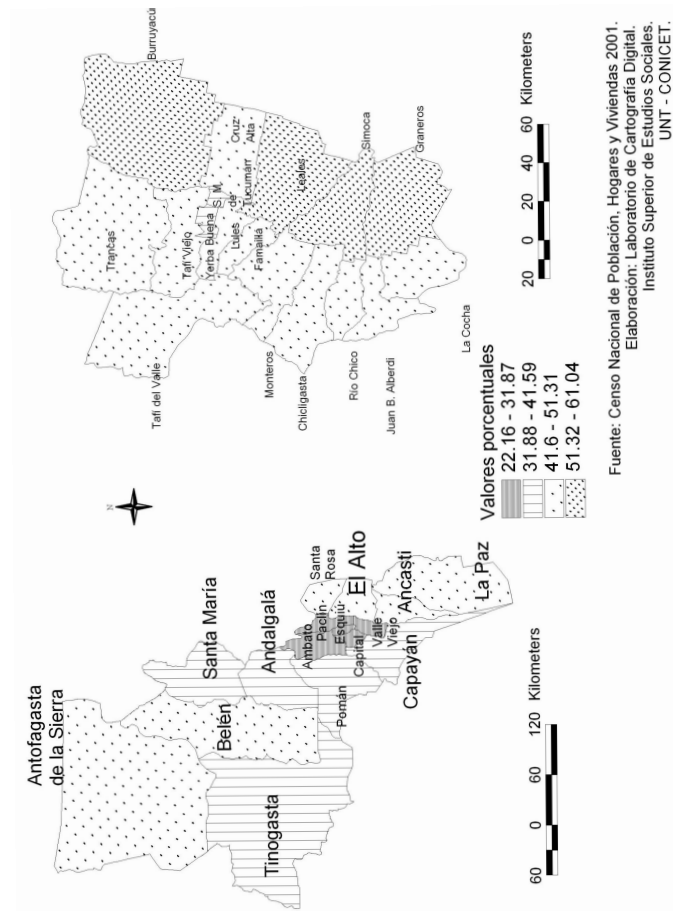 Antofagasta
de la Sierra
Santa María
Andalgalá
Belén
Tinogasta
Ambato
Paclín
Santa
Rosa
Esquiú
El Alto
Pomán
Capital
Valle
Viejo
Ancasti
Capayán
La Paz
60 0 60 120 Kilometers
N
Burruyacú
Trancas
Tafí del Valle
Tafí Viejo
Yerba Buena
S. M.
de
Tucumán
Cruz
Alta
Lules
Famaillá
Monteros
Leales
Chicligasta
Simoca
Río Chico
Juan B. Alberdi
Graneros
La Cocha
Valores porcentuales
22.16 - 31.87
31.88 - 41.59
41.6 - 51.31
51.32 - 61.04
20 0 20 40 60 Kilometers
Fuente: Censo Nacional de Población, Hogares y Viviendas 2001.
Elaboración: Laboratorio de Cartografía Digital.
Instituto Superior de Estudios Sociales.
UNT - CONICET.